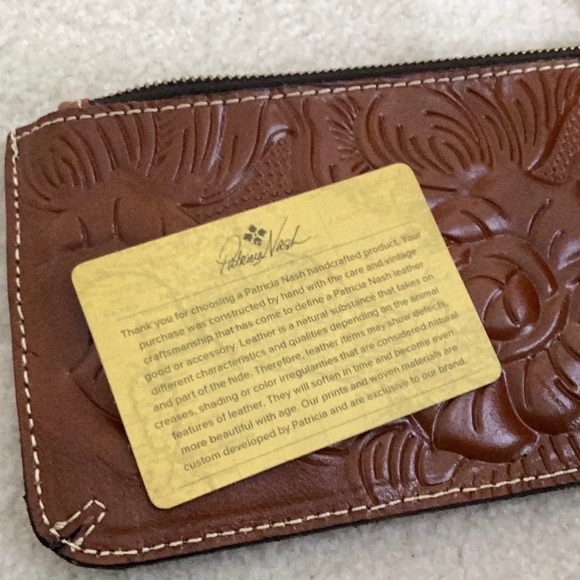 Patricia Nash
Thank you for choosing a Patricia Nash handcrafted product. Your
purchase was constructed by hand with the care and vintage
craftsmanship that has come to define a Patricia Nash leather
good or accessory. Leather is a natural substance that takes on
different characteristics and qualities depending on the animal
and part of the hide. Therefore, leather items may show defects,
creases, shading or color irregularities that are considered natural
features of leather. They will soften in time and become even
more beautiful with age. Our prints and woven materials are
custom developed by Patricia and are exclusive to our brand.